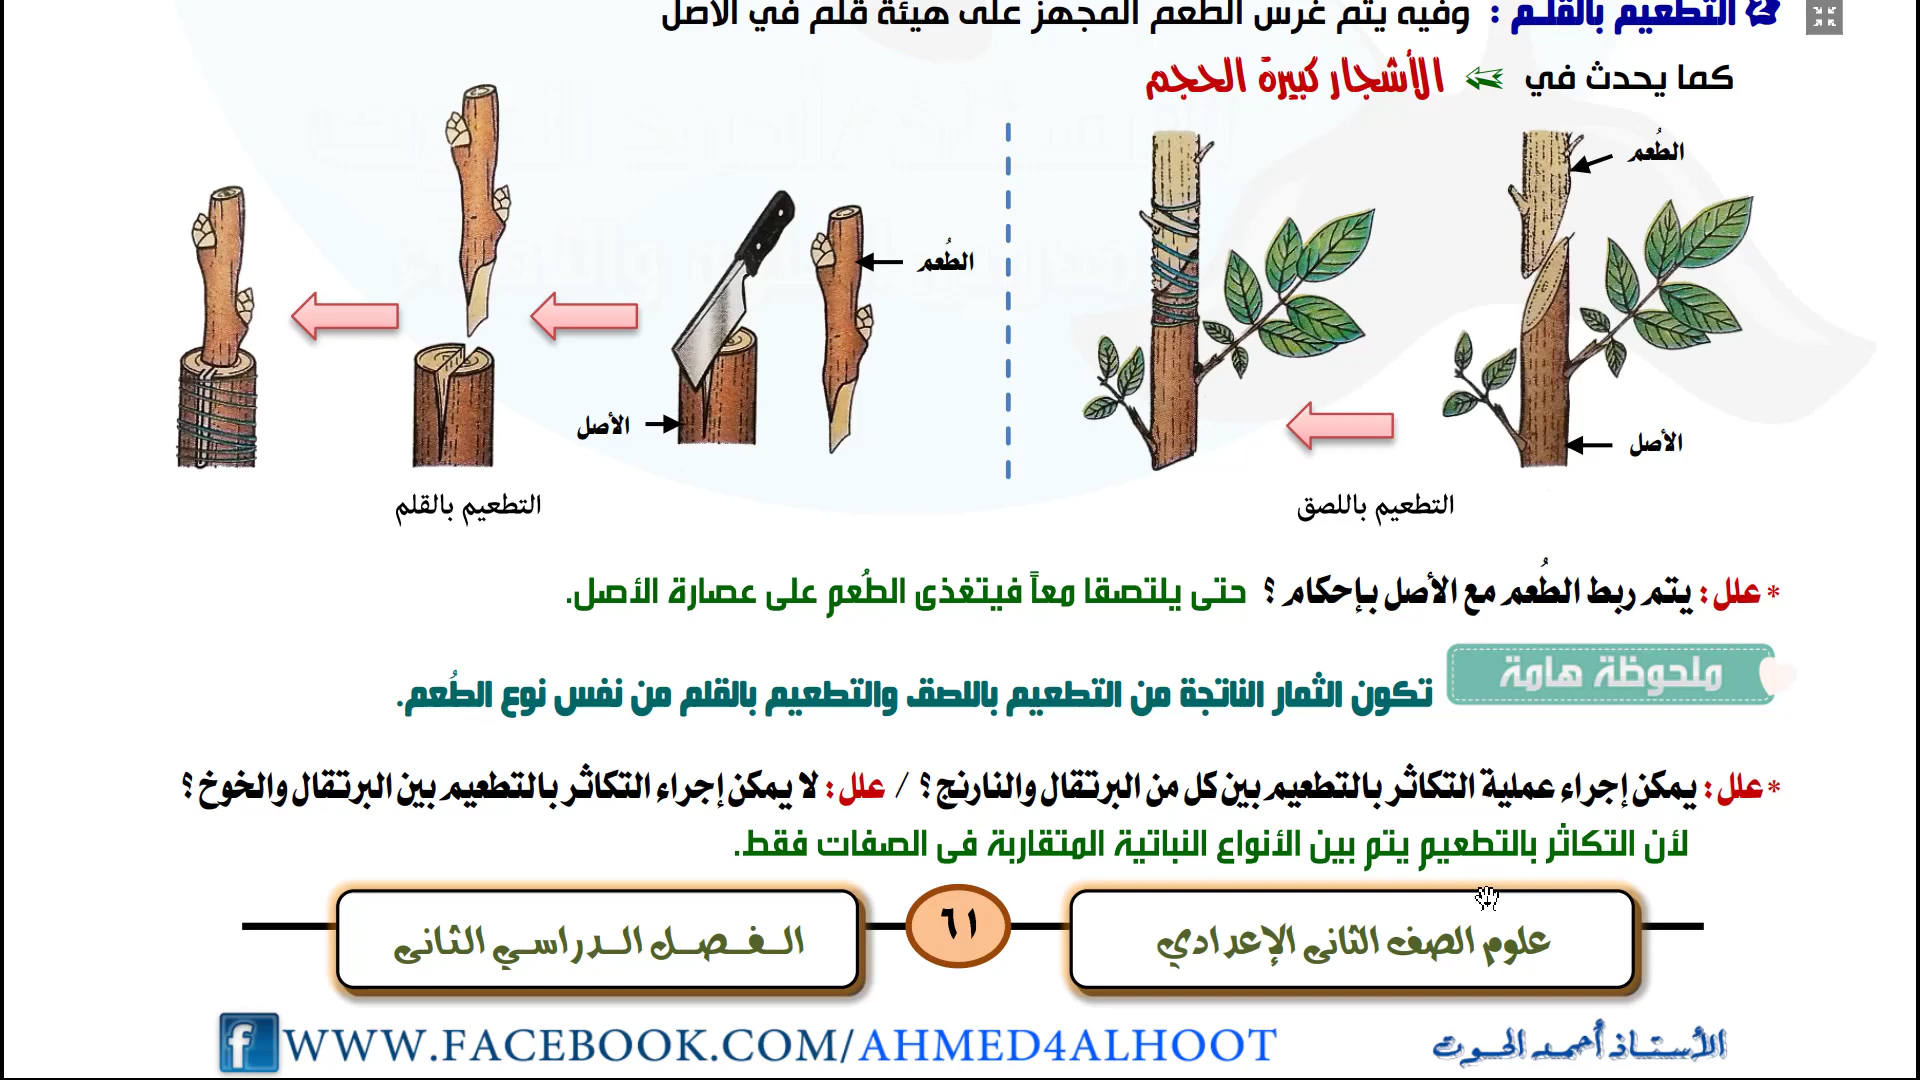 2 التطعيم بالقلـم : وفيه يتم غرس الطعم المجهز على هيئة قلم في الأصل
كما يحدث في الأشجار كبيرة الحجم
الطُعم
الأصل
التطعيم باللصق
الطُعم
الأصل
التطعيم بالقلم
* علل : يتم ربط الطُعم مع الأصل بإحكام ؟ حتى يلتصقا معاً فيتغذى الطُعم على عصارة الأصل.
ملحوظة هامة
تكون الثمار الناتجة من التطعيم باللصق والتطعيم بالقلم من نفس نوع الطُعم.
* علل : يمكن إجراء عملية التكاثر بالتطعيم بين كل من البرتقال والنارنج ؟ / علل : لا يمكن إجراء التكاثر بالتطعيم بين البرتقال والخوخ ؟
لأن التكاثر بالتطعيم يتم بين الأنواع النباتية المتقاربة فى الصفات فقط.
علوم الصف الثانى الإعدادي
٦١
الـفـصـل الـدراسـي الثانى
الأستاذ أحمد الحوت
f WWW.FACEBOOK.COM/AHMED4ALHOOT